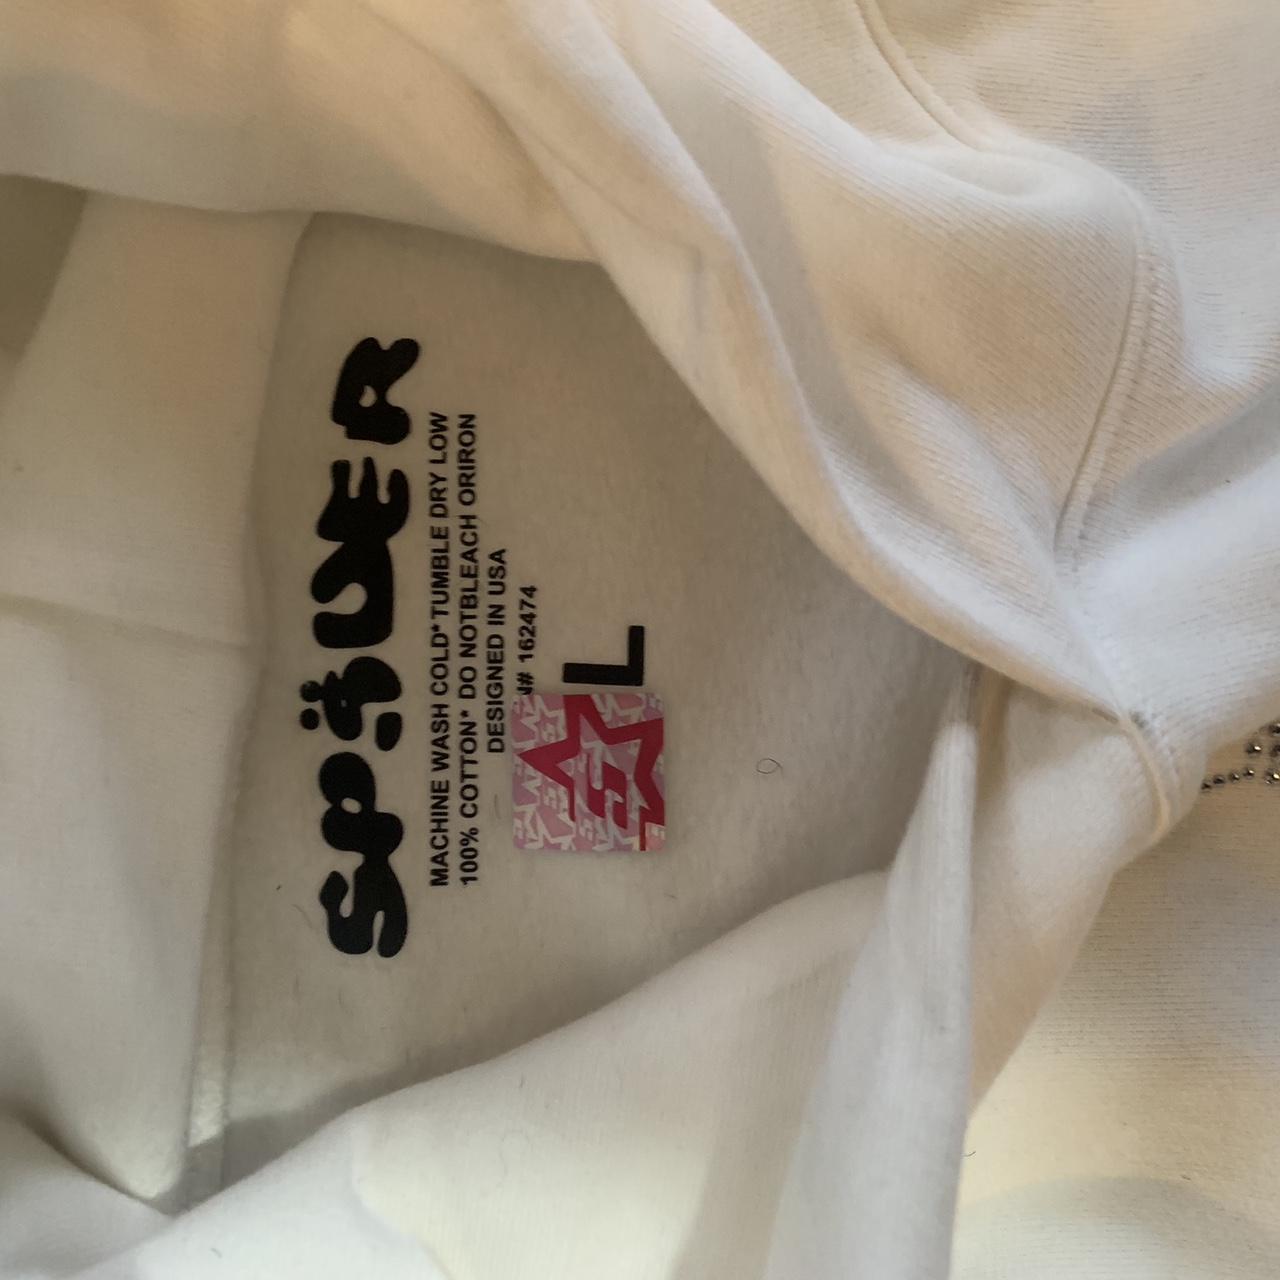 SP5DER
MACHINE WASH COLD* TUMBLE DRY LOW
100% COTTON* DO NOTBLEACH ORIRON
DESIGNED IN USA
N# 162474
L